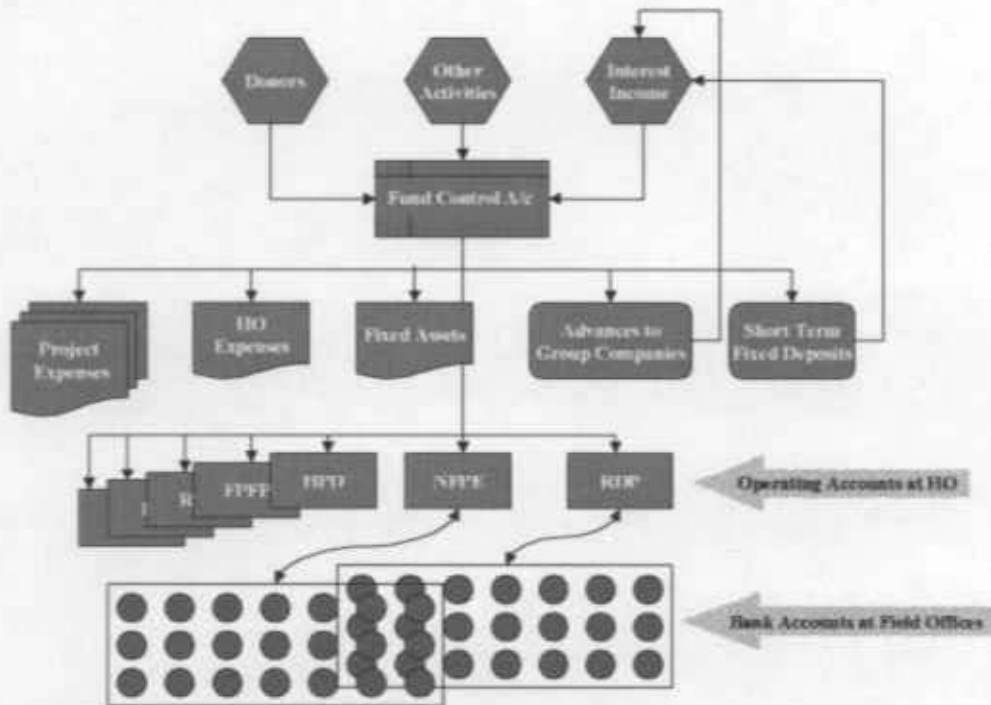 Donors
Other
Activities
Interest
Income
Fund Control A/c
Project
Expenses
HO
Expenses
Fixed Assets
Advances to
Group Companies
Short Term
Fixed Deposits
R
FPFP
HPD
NFPE
RDP
Operating Accounts at HO
Bank Accounts at Field Offices